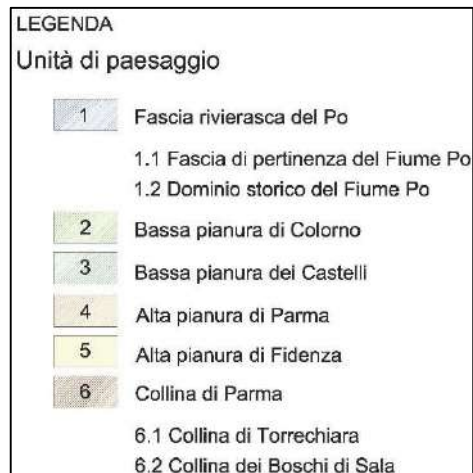 LEGENDA
Unità di paesaggio
1 Fascia rivierasca del Po
1.1 Fascia di pertinenza del Fiume Po
1.2 Dominio storico del Fiume Po
2 Bassa pianura di Colorno
3 Bassa pianura dei Castelli
4 Alta pianura di Parma
5 Alta pianura di Fidenza
6 Collina di Parma
6.1 Collina di Torrechiara
6.2 Collina dei Boschi di Sala